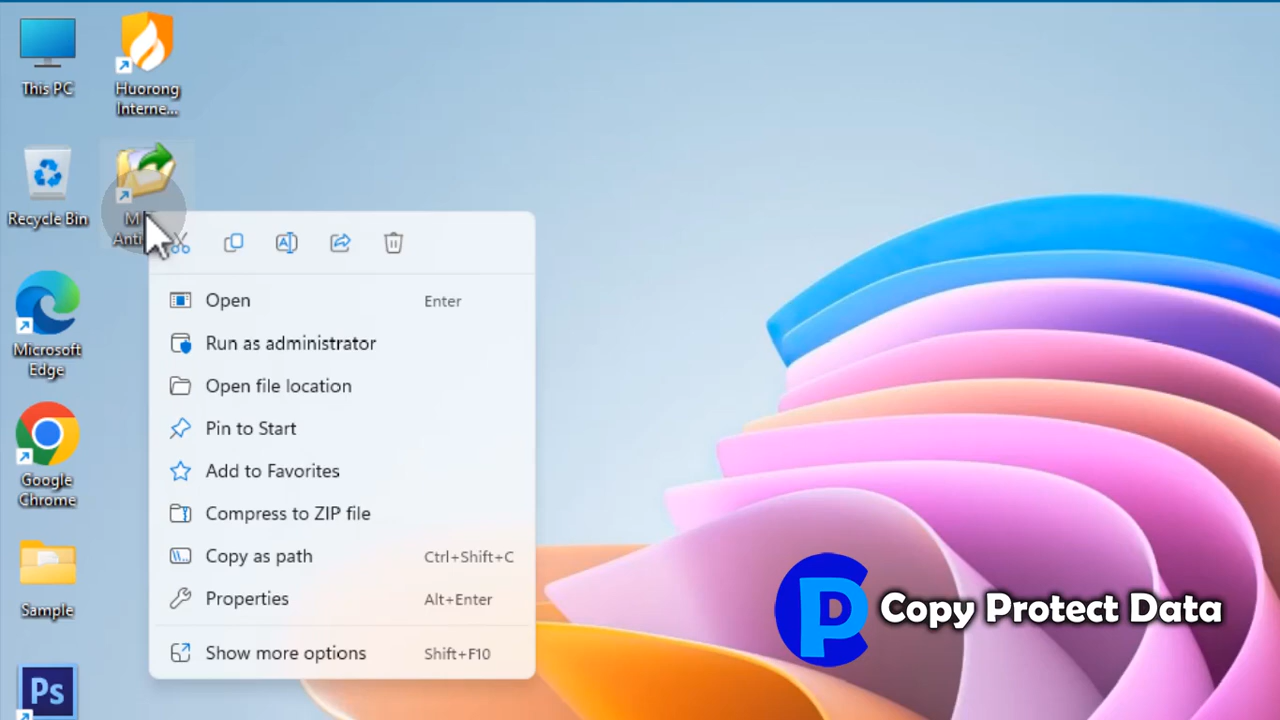 This PC
Huorong
Interne...
Recycle Bin
Microsoft
Edge
Google
Chrome
Sample
Ps
Open Enter
Run as administrator
Open file location
Pin to Start
Add to Favorites
Compress to ZIP file
Copy as path Ctrl+Shift+C
Properties Alt+Enter
Show more options Shift+F10
Copy Protect Data